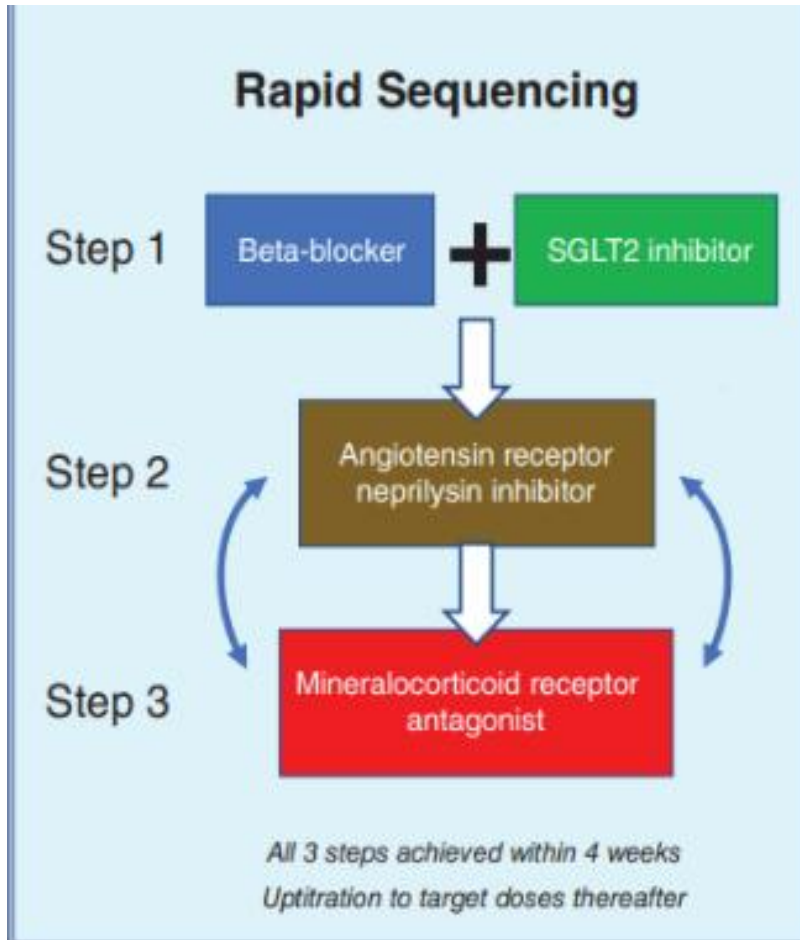 Rapid Sequencing
Step 1
Beta-blocker
+
SGLT2 inhibitor
Step 2
Angiotensin receptor
neprilysin inhibitor
Step 3
Mineralocorticoid receptor
antagonist
All 3 steps achieved within 4 weeks
Uptitration to target doses thereafter